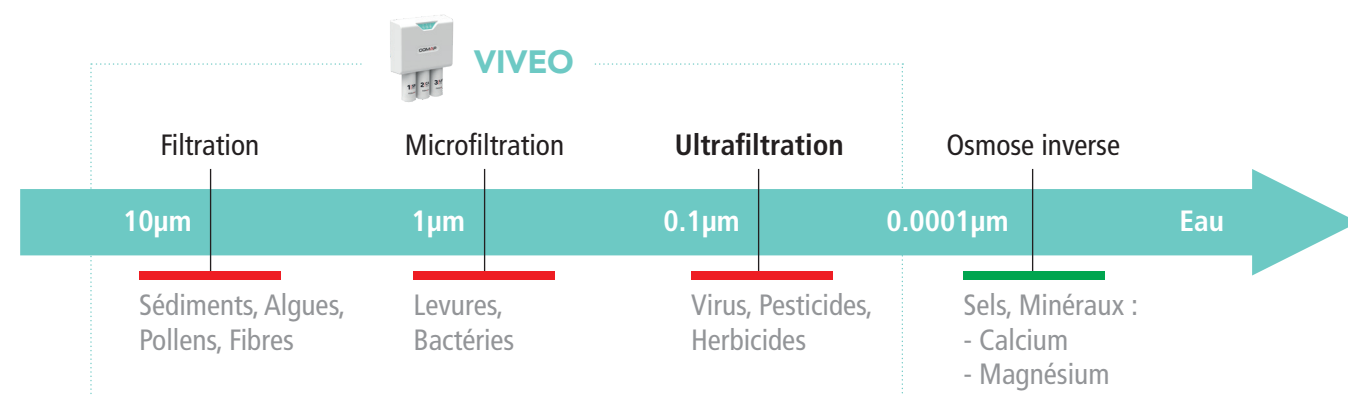 VIVEO
Filtration
Microfiltration
Ultrafiltration
Osmose inverse
10µm
1µm
0.1µm
0.0001µm
Eau
Sédiments, Algues,
Pollens, Fibres
Levures,
Bactéries
Virus, Pesticides,
Herbicides
Sels, Minéraux :
- Calcium
- Magnésium